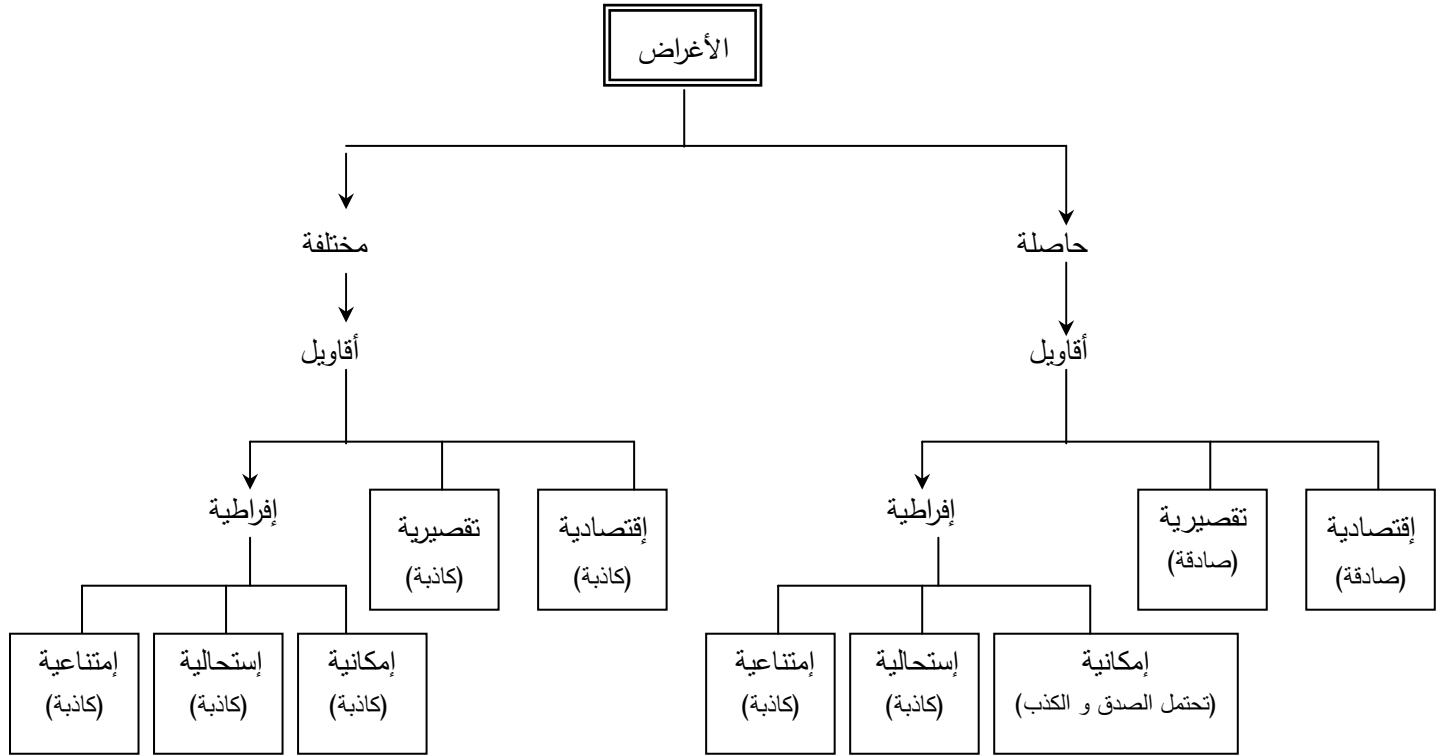 الأغراض
حاصلة
مختلفة
أقاويل
أقاويل
إقتصادية
(صادقة)
تقصيرية
(صادقة)
إفراطية
إقتصادية
(كاذبة)
تقصيرية
(كاذبة)
إفراطية
إمكانية
(تحتمل الصدق و الكذب)
إستحالية
(كاذبة)
إمتناعية
(كاذبة)
إمكانية
(كاذبة)
إستحالية
(كاذبة)
إمتناعية
(كاذبة)